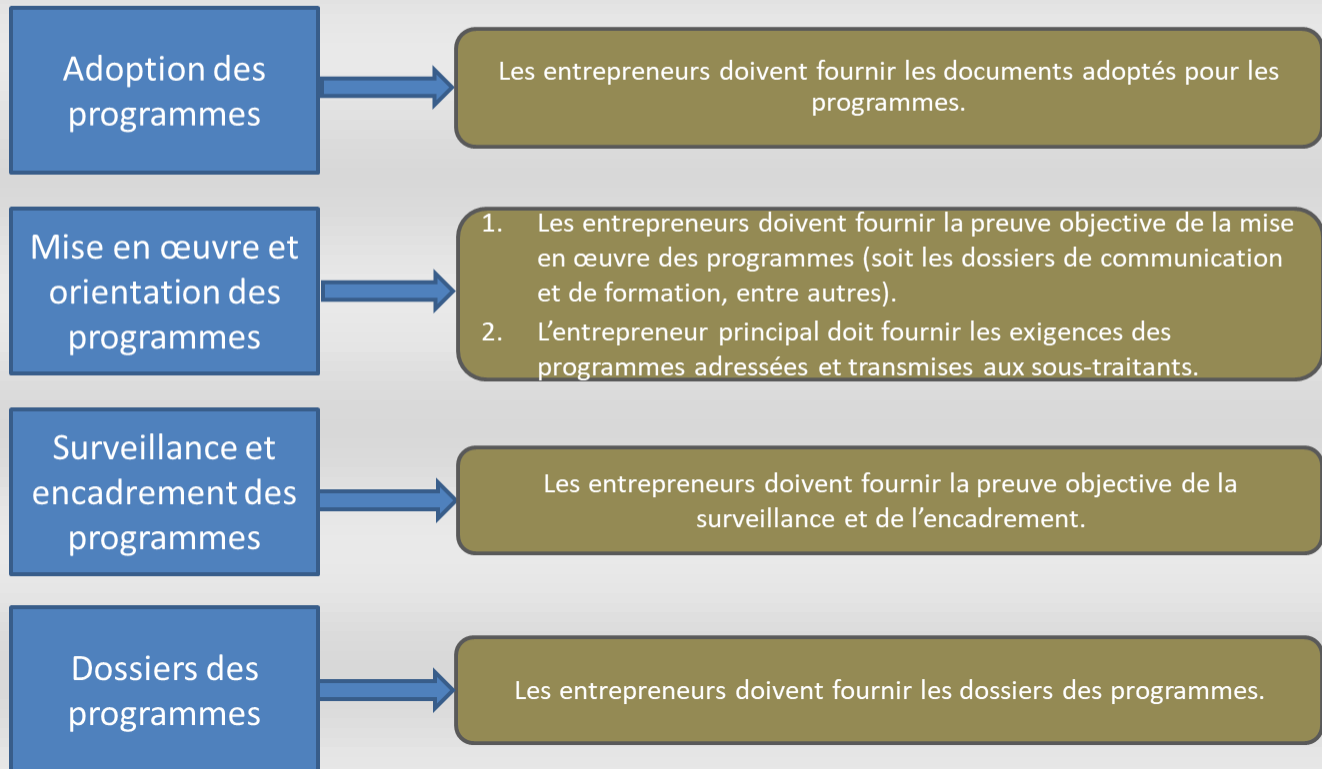 Adoption des
programmes
Les entrepreneurs doivent fournir les documents adoptés pour les
programmes.
Mise en œuvre et
orientation des
programmes
1. Les entrepreneurs doivent fournir la preuve objective de la mise
en œuvre des programmes (soit les dossiers de communication
et de formation, entre autres).
2. L’entrepreneur principal doit fournir les exigences des
programmes adressées et transmises aux sous-traitants.
Surveillance et
encadrement des
programmes
Les entrepreneurs doivent fournir la preuve objective de la
surveillance et de l’encadrement.
Dossiers des
programmes
Les entrepreneurs doivent fournir les dossiers des programmes.